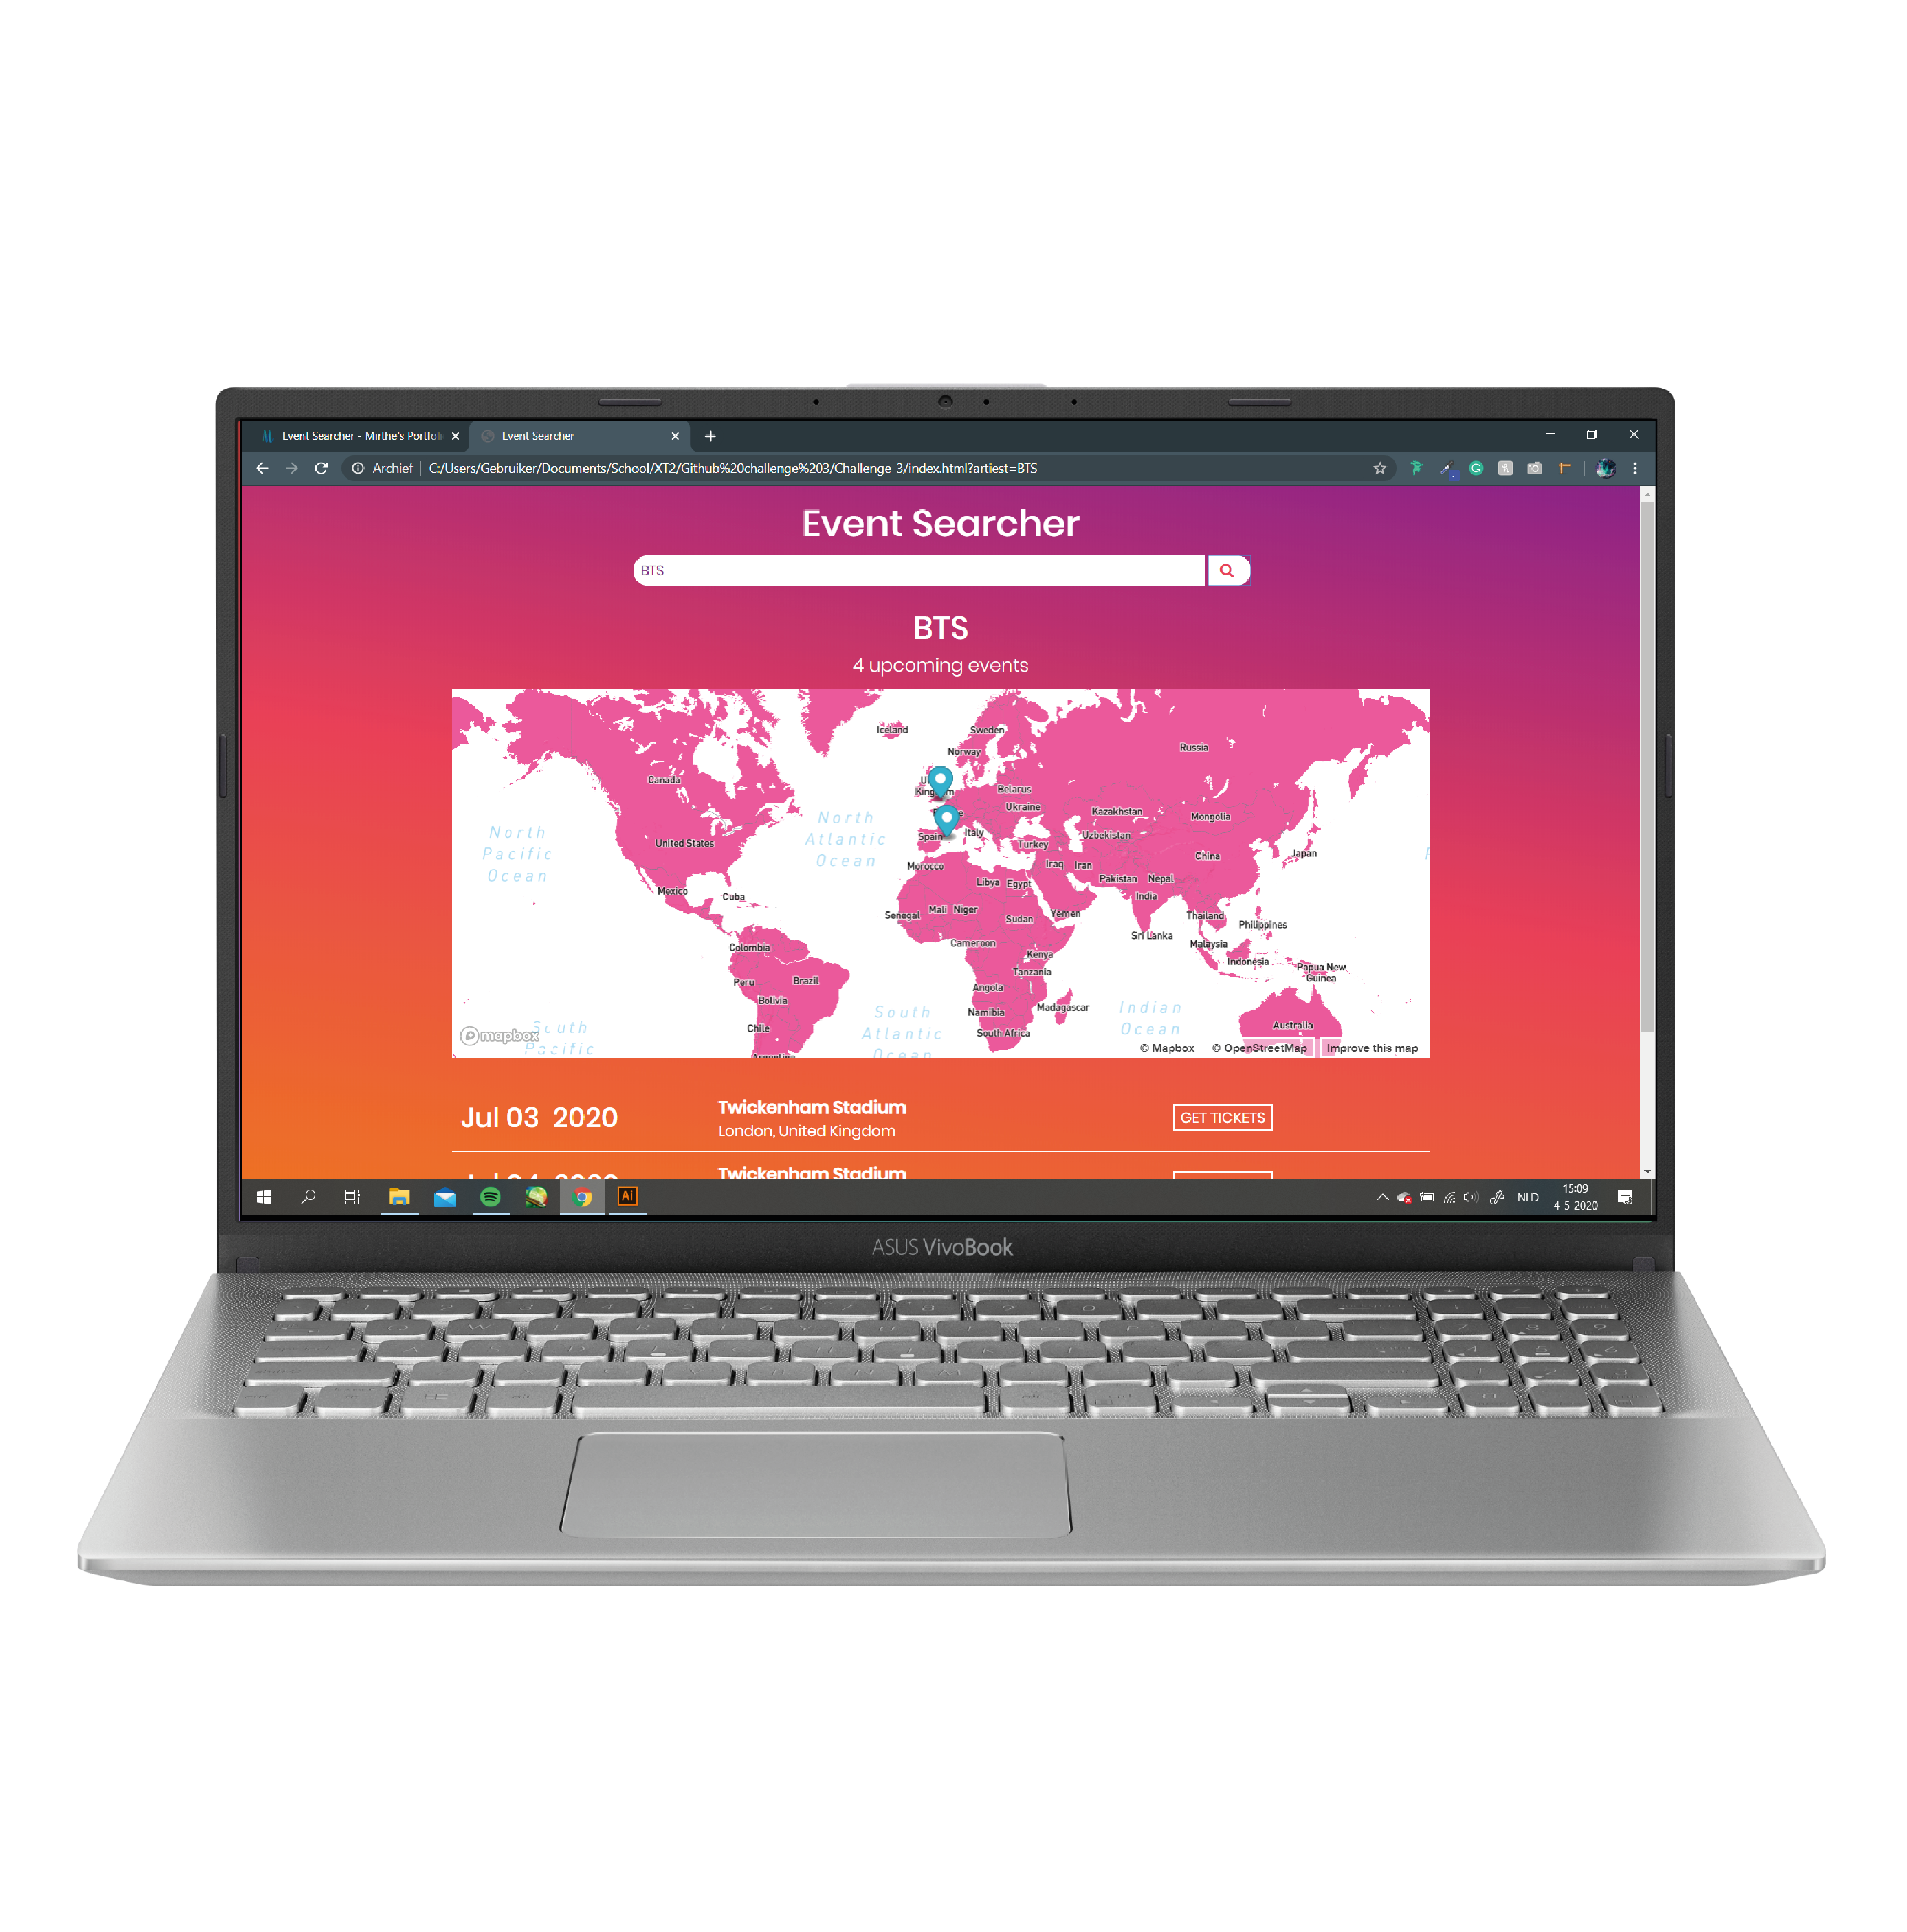 Event Searcher - Mirthe's Portfoli
Event Searcher
Archief
C:/Users/Gebruiker/Documents/School/XT2/Github%20challenge%203/Challenge-3/index.html?artiest=BTS
Event Searcher
BTS
BTS
4 upcoming events
Iceland
Sweden
Norway
Russia
Canada
Belarus
Ukraine
Kazakhstan
Mongolia
Uzbekistan
North Pacific Ocean
North Atlantic Ocean
United States
Spain
Italy
Turkey
China
Japan
Morocco
Iraq
Iran
Pakistan
Nepal
Mexico
Cuba
Libya
Egypt
India
Senegal
Mali
Niger
Sudan
Yemen
Thailand
Philippines
Sri Lanka
Malaysia
Colombia
Cameroon
Kenya
Indonesia
Papua New Guinea
Tanzania
Peru
Brazil
Angola
Bolivia
Namibia
Madagascar
Indian Ocean
South Atlantic Ocean
Chile
South Africa
Australia
South Pacific
mapbox
Argentina
© Mapbox © OpenStreetMap Improve this map
Jul 03 2020
Twickenham Stadium
London, United Kingdom
GET TICKETS
Twickenham Stadium
Ai
NLD
15:09
4-5-2020
ASUS VivoBook